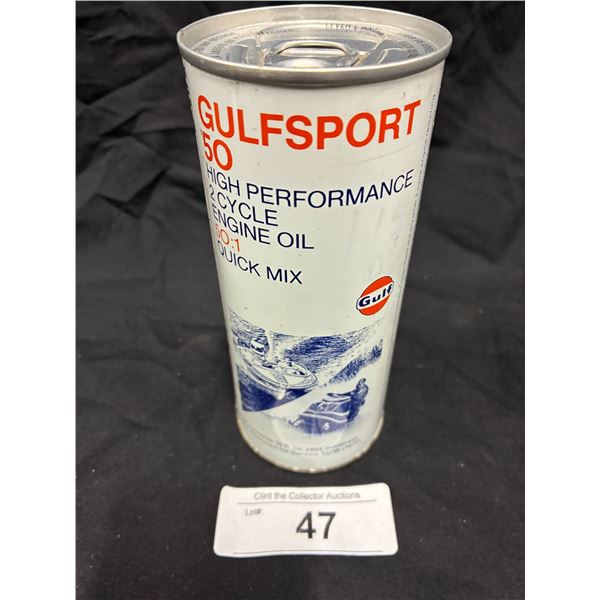 GULFSPORT
50
HIGH PERFORMANCE
2 CYCLE
ENGINE OIL
50:1
QUICK MIX
Gulf
Clint the Collector Auctions
Lot#:
47